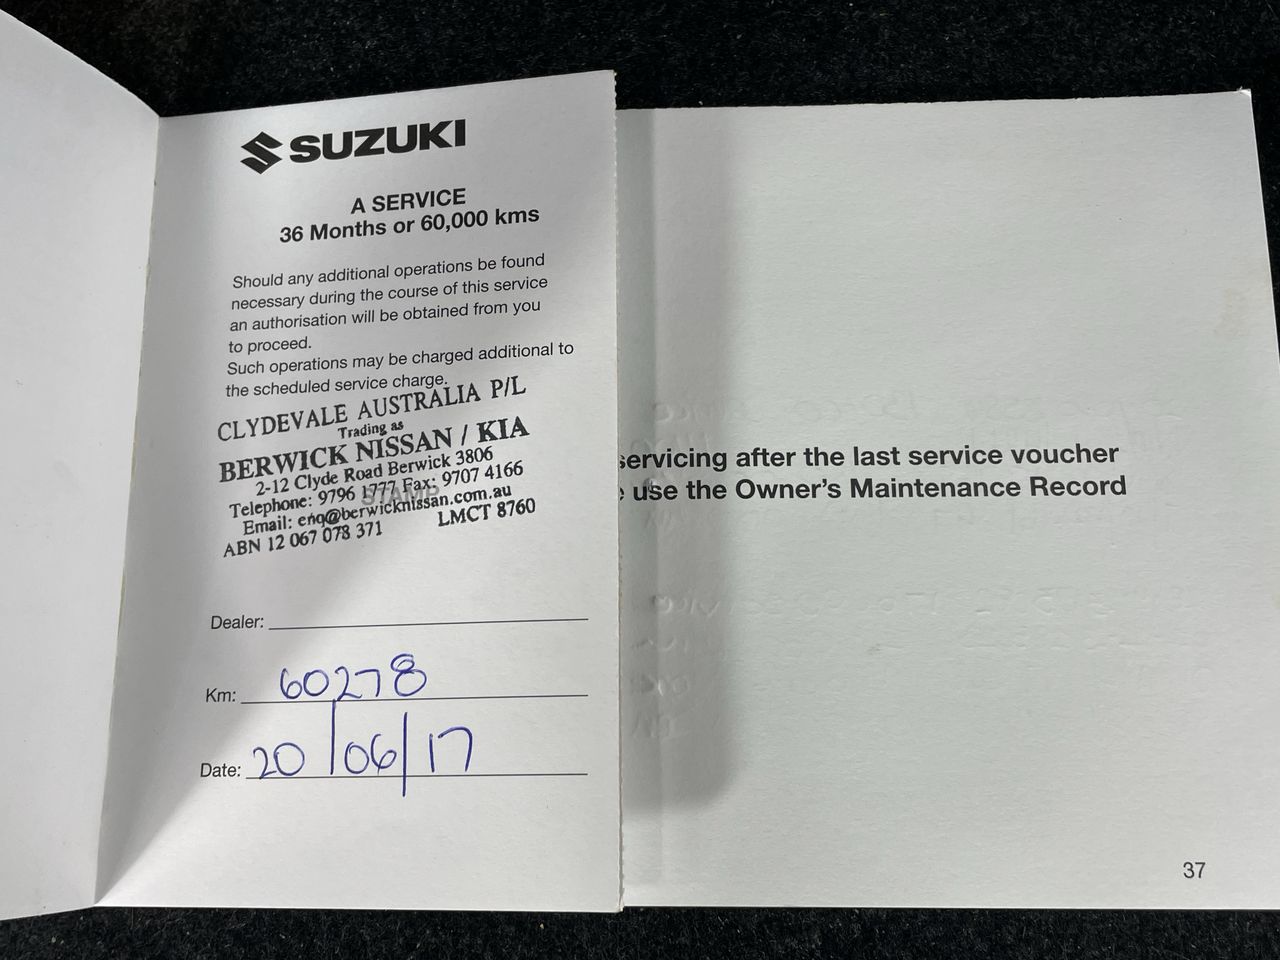 SUZUKI
A SERVICE
36 Months or 60,000 kms
Should any additional operations be found
necessary during the course of this service
an authorisation will be obtained from you
to proceed.
Such operations may be charged additional to
the scheduled service charge.
CLYDEVALE AUSTRALIA P/L
Trading as
BERWICK NISSAN / KIA
2-12 Clyde Road Berwick 3806
Telephone: 9796 1777 Fax: 9707 4166
STAMP
Email: enq@berwicknissan.com.au
ABN 12 067 078 371 LMCT 8760
Dealer:
Km: 60278
Date: 20/06/17
servicing after the last service voucher
use the Owner's Maintenance Record
37